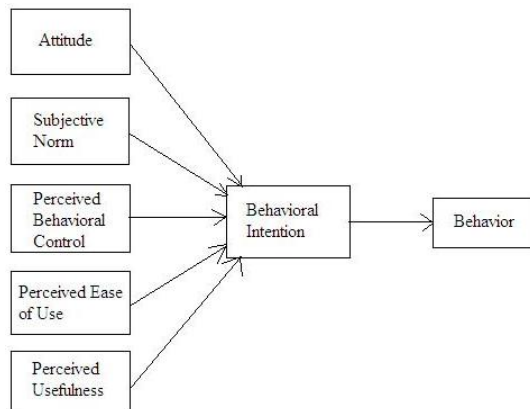 Attitude
Subjective
Norm
Perceived
Behavioral
Control
Perceived Ease
of Use
Perceived
Usefulness
Behavioral
Intention
Behavior